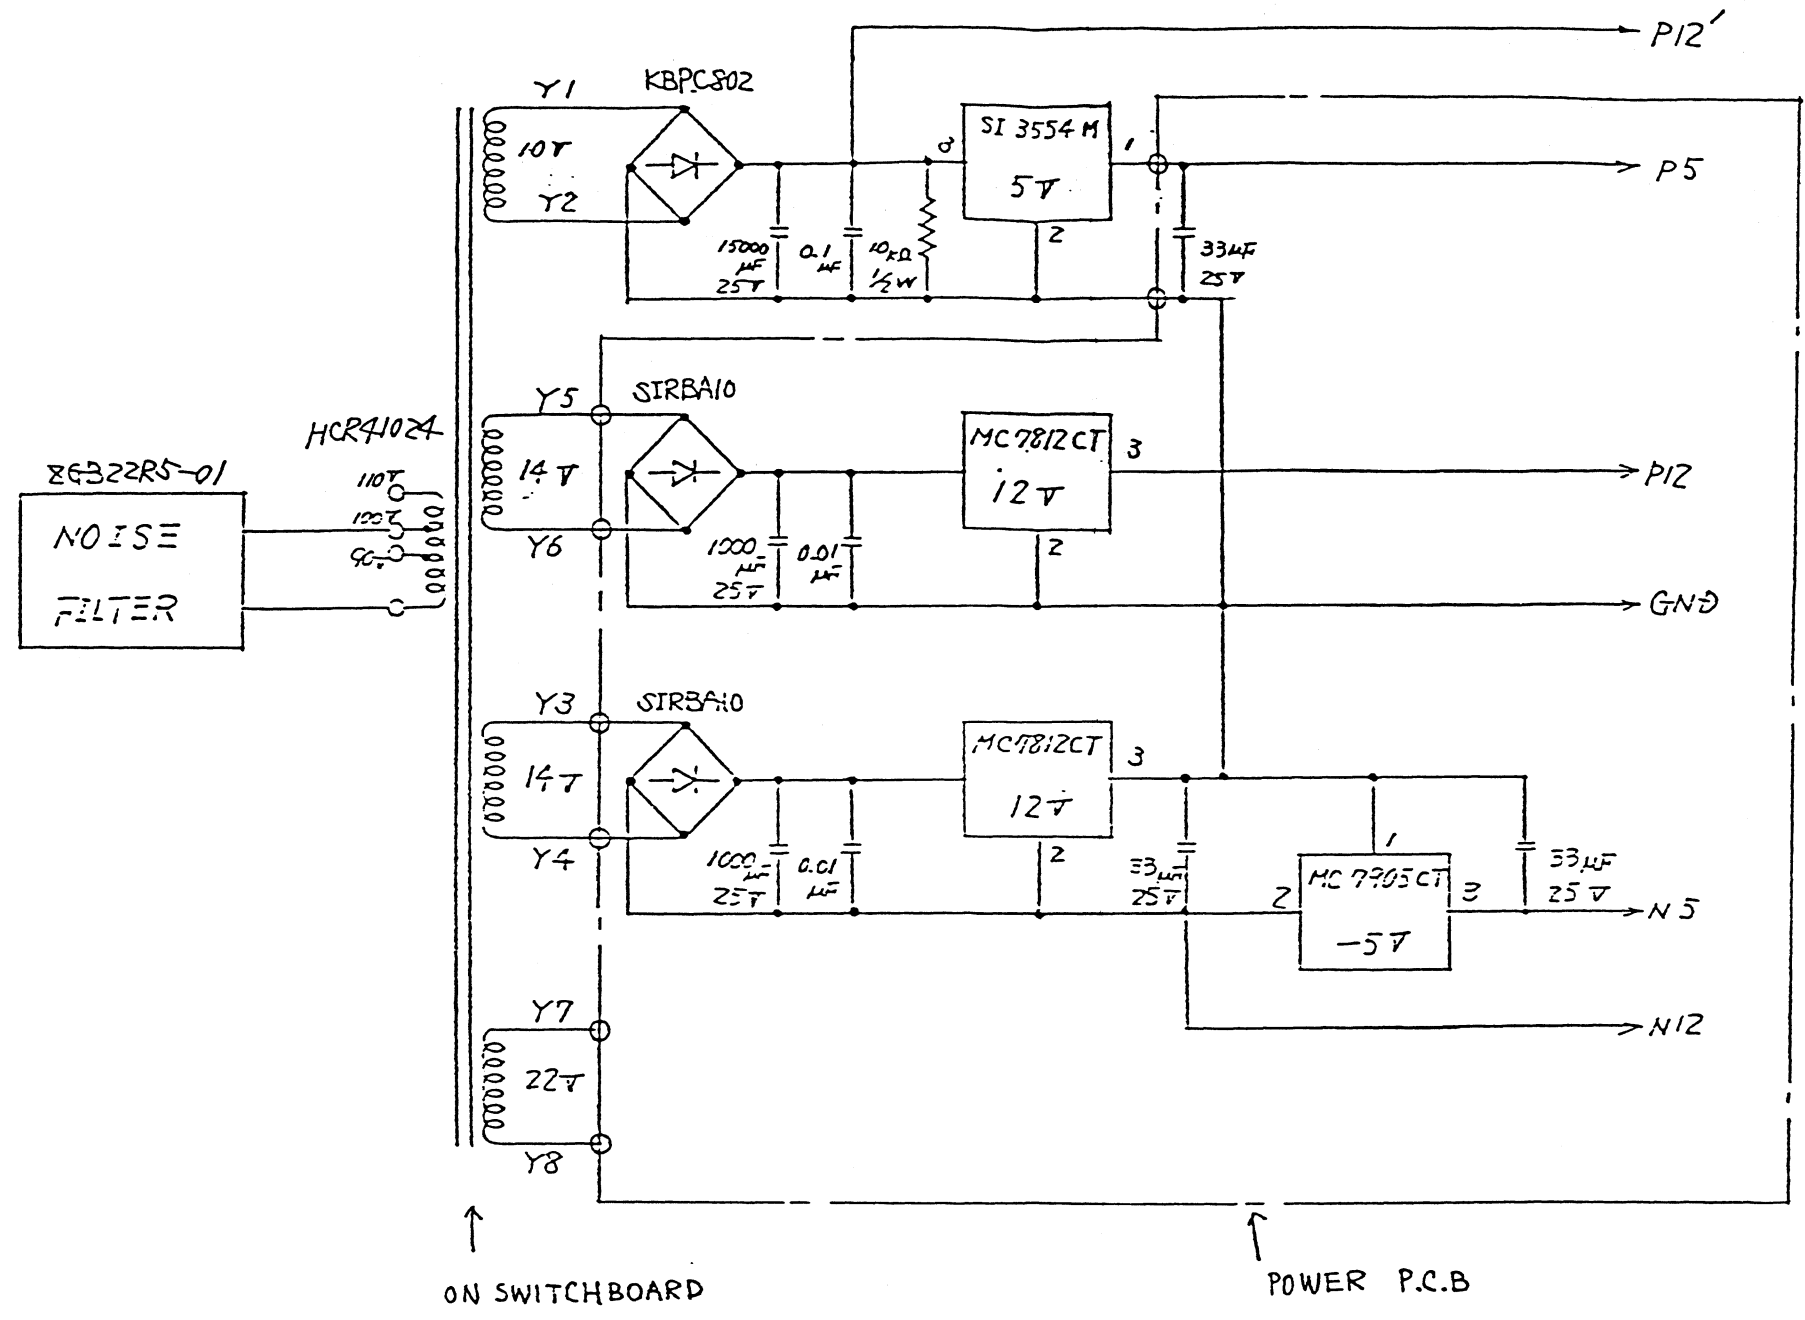 P12'
KBPC802
Y1
10V
Y2
SI 3554 M
5V
1
2
P5
15000
μF
25V
0.1
μF
10kΩ
1/2W
33μF
25V
HCR41024
110V
100V
NOISE
FILTER
Y5
14V
Y6
SIRBA10
MC7812CT
12V
3
2
P12
1000
μF
25V
0.01
μF
GND
Y3
14V
Y4
SIRBA10
MC7812CT
12V
3
2
1000
μF
25V
0.01
μF
33μF
25V
1
MC 7905CT
-5V
2
3
33μF
25V
N5
Y7
22V
Y8
N12
ON SWITCHBOARD
POWER P.C.B